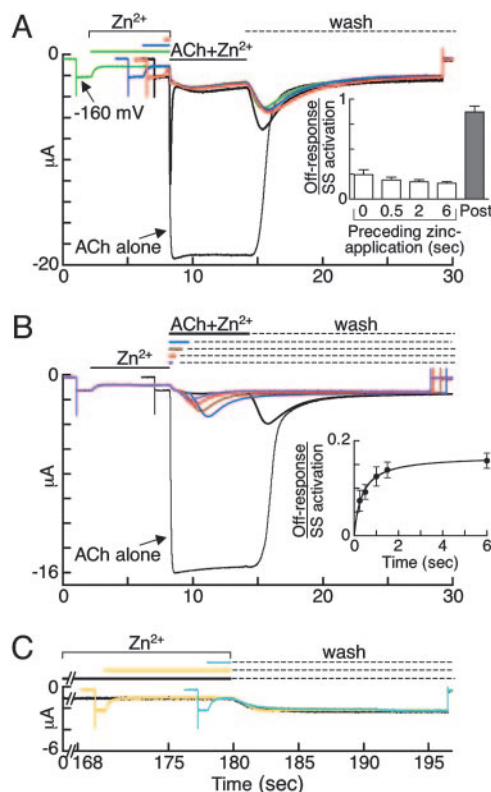 A
Zn²⁺
wash
ACh+Zn²⁺
0
-160 mV
µA
ACh alone
-20
0 10 20 30
1
0
Off-response
SS activation
0 0.5 2 6 Post
Preceding zinc-
application (sec)
B
ACh+Zn²⁺
wash
Zn²⁺
0
µA
ACh alone
-16
0 10 20 30
0.2
0
Off-response
SS activation
0 2 4 6
Time (sec)
C
Zn²⁺
wash
0
µA
-6
0 168 175 180 185 190 195
Time (sec)